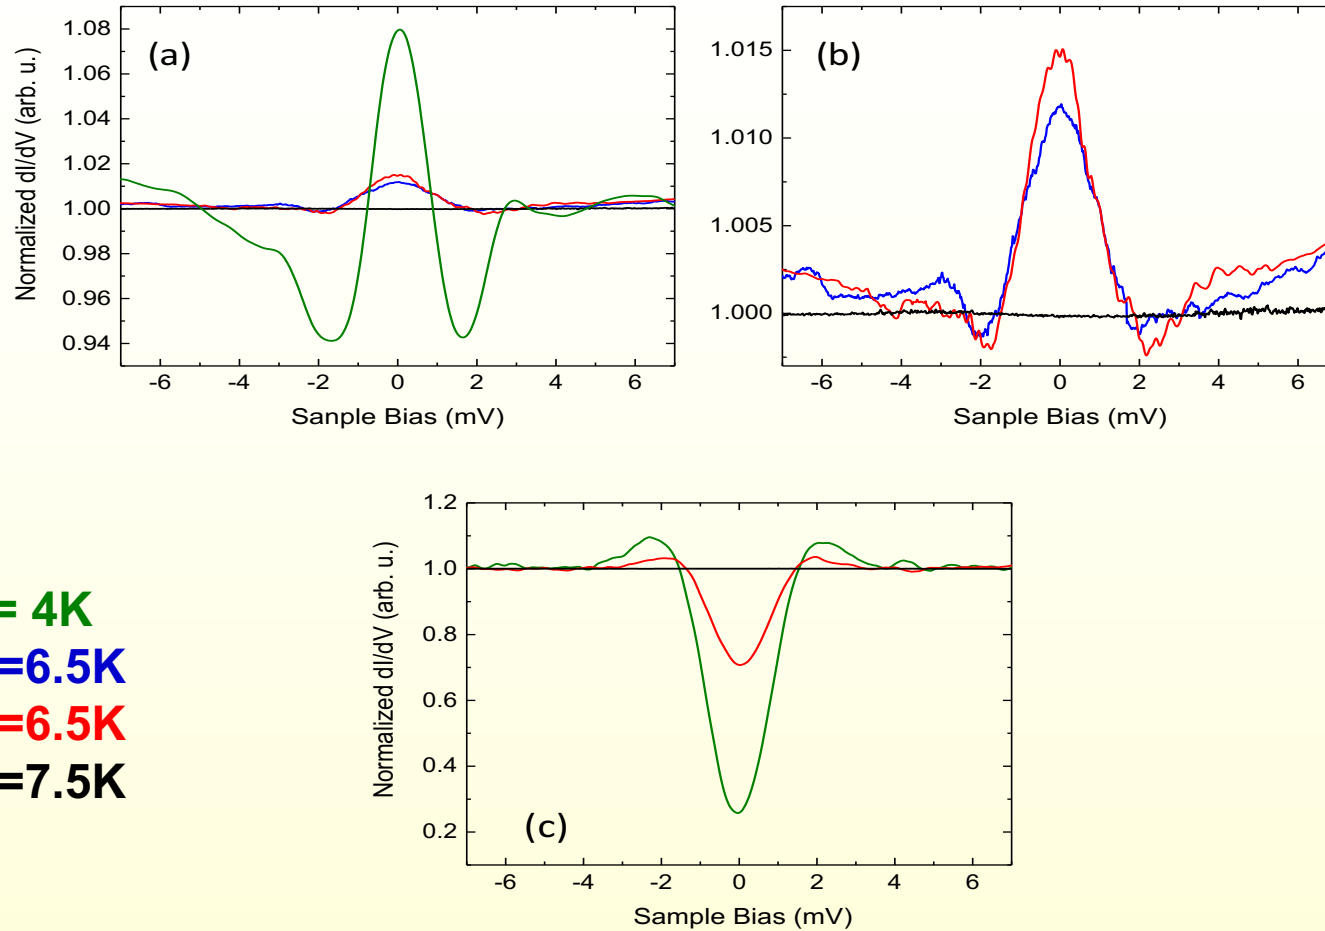 1.08
1.06
1.04
1.02
1.00
0.98
0.96
0.94
Normalized dI/dV (arb. u.)
(a)
-6 -4 -2 0 2 4 6
Sanple Bias (mV)
1.015
1.010
1.005
1.000
(b)
-6 -4 -2 0 2 4 6
Sanple Bias (mV)
= 4K
=6.5K
=6.5K
=7.5K
1.2
1.0
0.8
0.6
0.4
0.2
Normalized dI/dV (arb. u.)
(c)
-6 -4 -2 0 2 4 6
Sample Bias (mV)